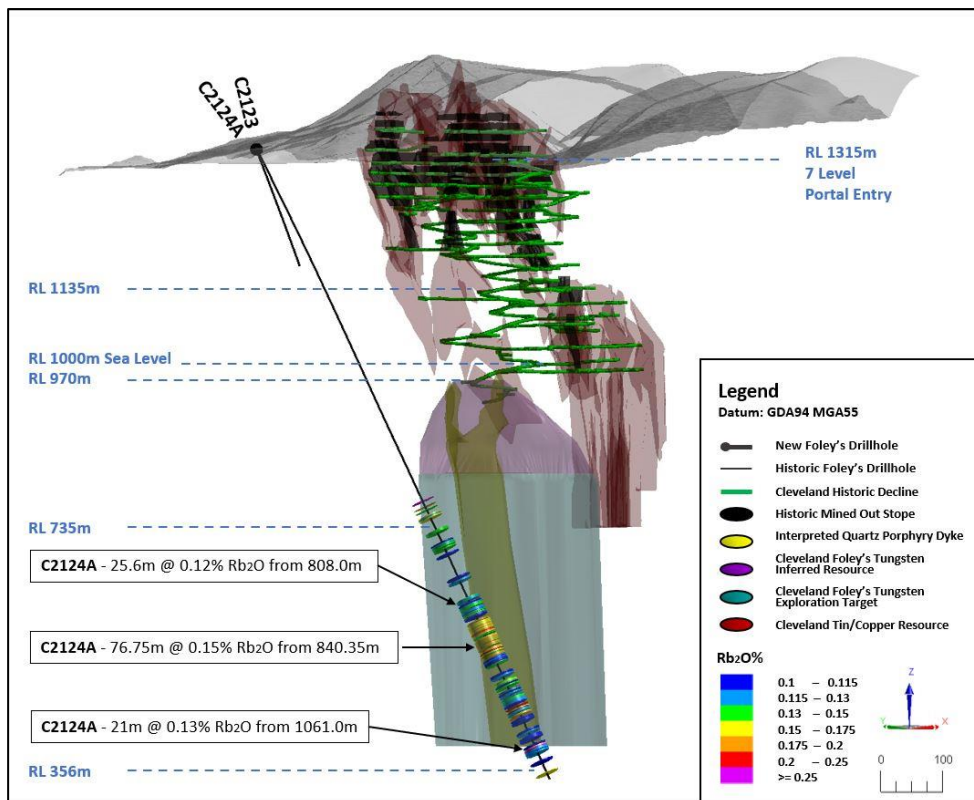 C2123
C2124A
RL 1315m
7 Level
Portal Entry
RL 1135m
RL 1000m Sea Level
RL 970m
RL 735m
C2124A - 25.6m @ 0.12% Rb₂O from 808.0m
C2124A - 76.75m @ 0.15% Rb₂O from 840.35m
C2124A - 21m @ 0.13% Rb₂O from 1061.0m
RL 356m
Legend
Datum: GDA94 MGA55
New Foley's Drillhole
Historic Foley's Drillhole
Cleveland Historic Decline
Historic Mined Out Stope
Interpreted Quartz Porphyry Dyke
Cleveland Foley's Tungsten
Inferred Resource
Cleveland Foley's Tungsten
Exploration Target
Cleveland Tin/Copper Resource
Rb₂O%
0.1 – 0.115
0.115 – 0.13
0.13 – 0.15
0.15 – 0.175
0.175 – 0.2
0.2 – 0.25
>= 0.25
Z
Y
X
0 100